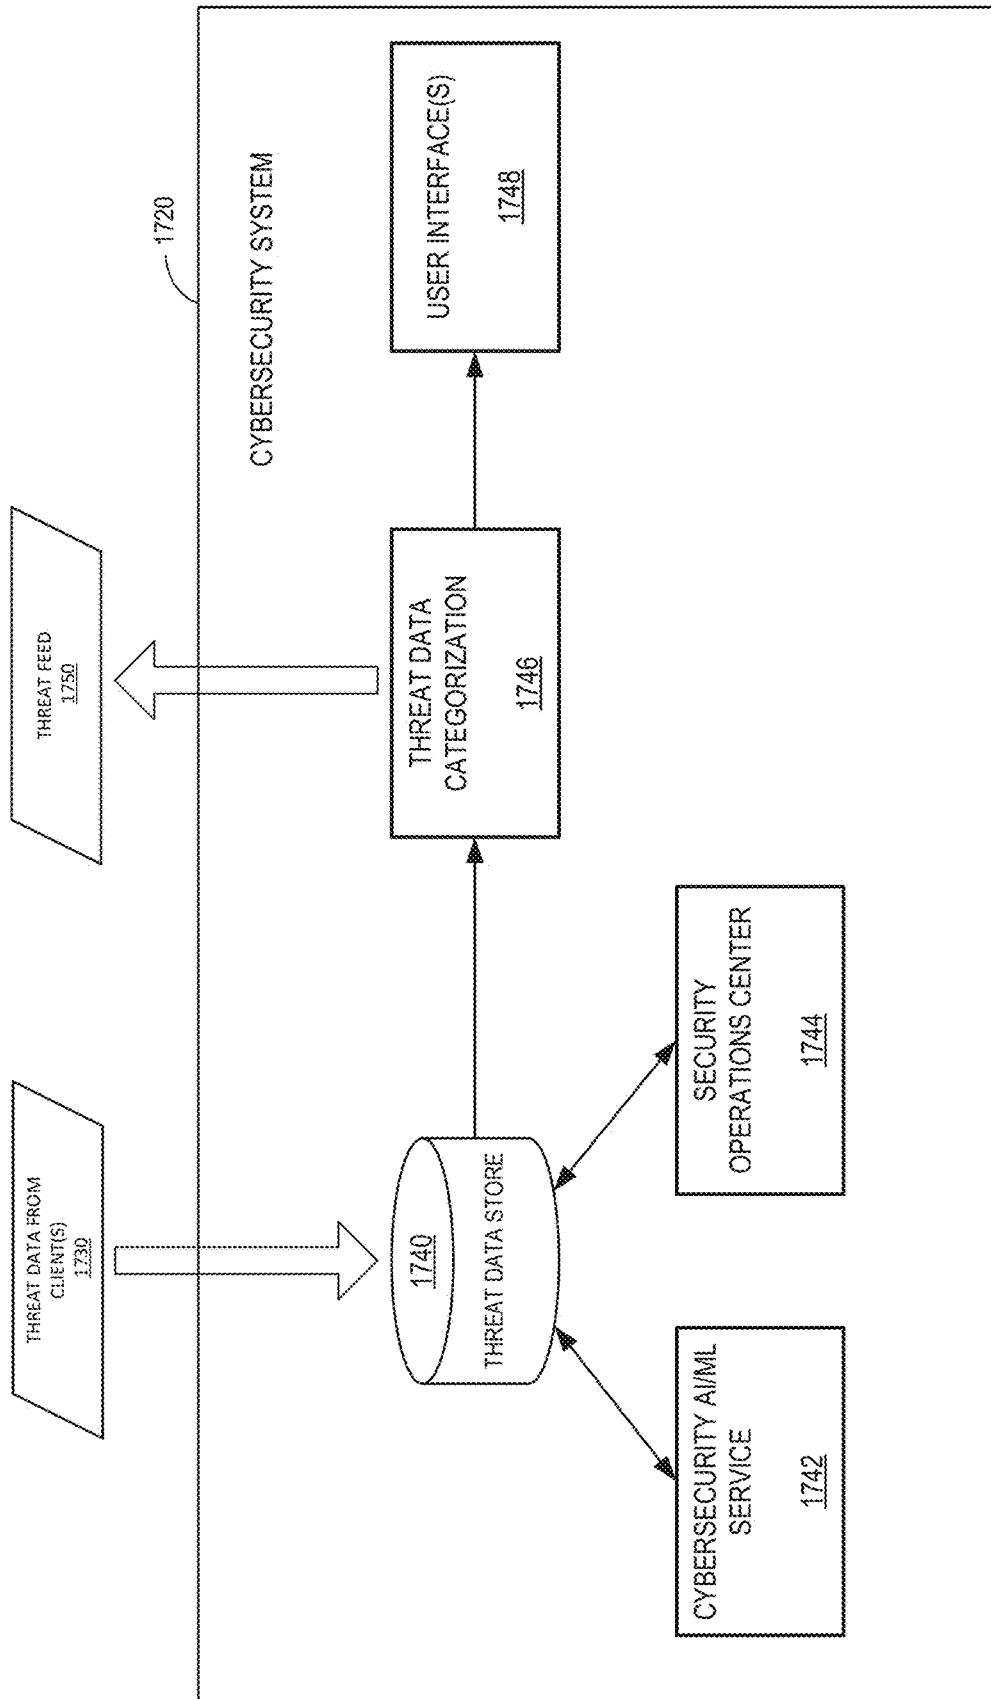 THREAT DATA FROM
CLIENT(S)
1730
THREAT FEED
1750
1720
CYBERSECURITY SYSTEM
1740
THREAT DATA STORE
THREAT DATA
CATEGORIZATION
1746
USER INTERFACE(S)
1748
CYBERSECURITY AI/ML
SERVICE
1742
SECURITY
OPERATIONS CENTER
1744